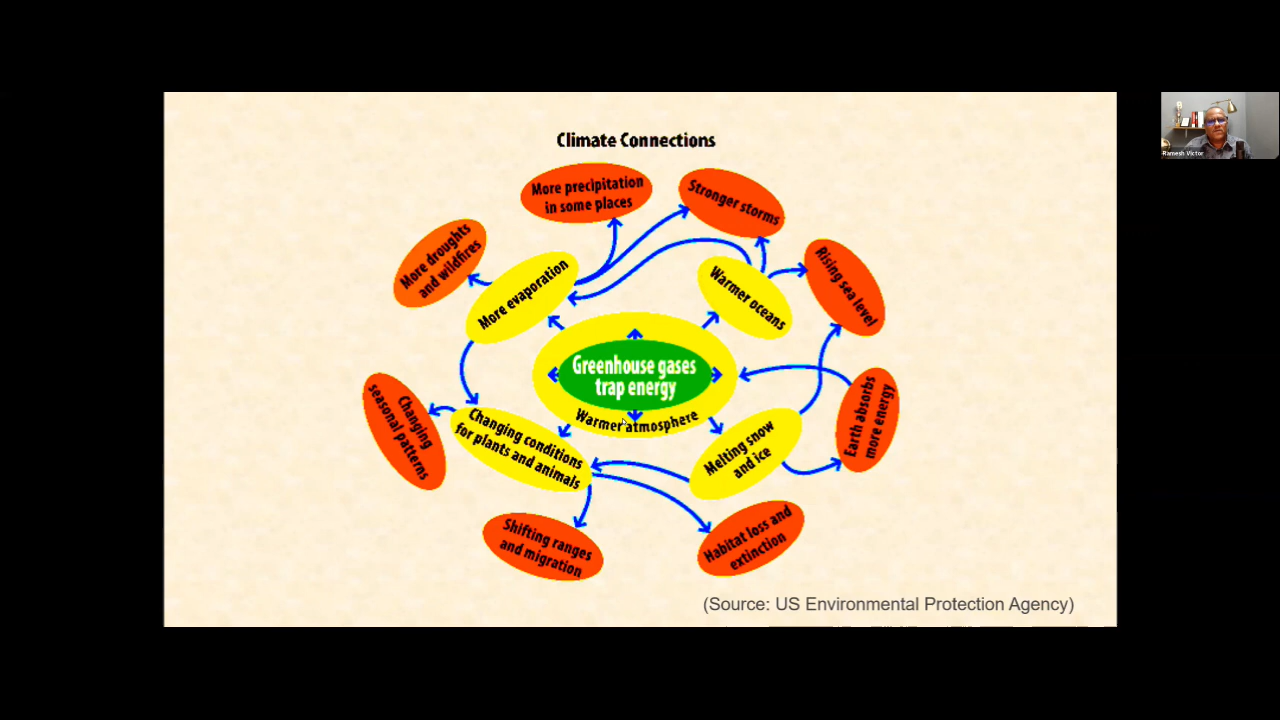 Climate Connections
More precipitation
in some places
Stronger storms
More droughts
and wildfires
More evaporation
Warmer oceans
Rising sea level
Greenhouse gases
trap energy
Warmer atmosphere
Changing
seasonal patterns
Changing conditions
for plants and animals
Melting snow
and ice
Earth absorbs
more energy
Shifting ranges
and migration
Habitat loss and
extinction
(Source: US Environmental Protection Agency)
Ramesh Victor